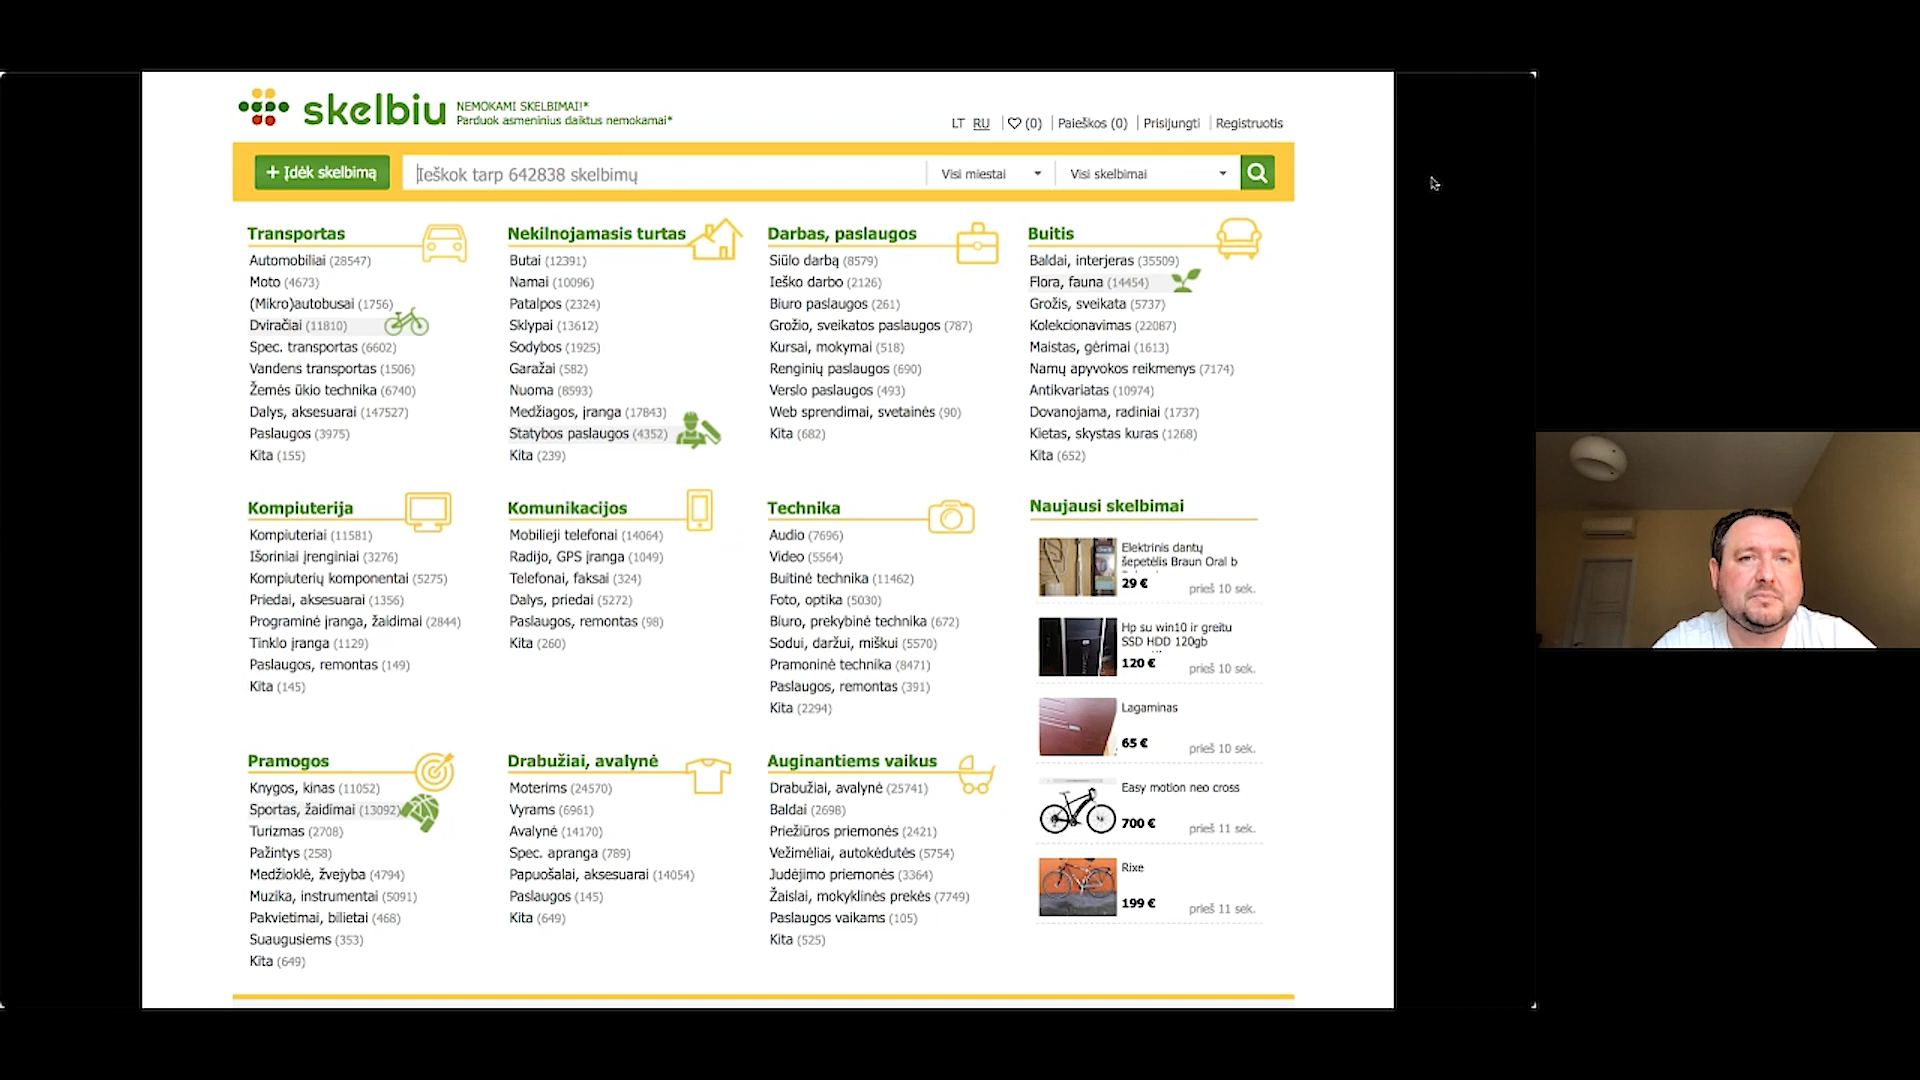 skelbiu
NEMOKAMI SKELBIMAI!*
Parduok asmeninius daiktus nemokamai*
LT RU (0) Paieškos (0) Prisijungti Registruotis
+ Įdėk skelbimą
Ieškok tarp 642838 skelbimų
Visi miestai
Visi skelbimai
Transportas
Automobiliai (28547)
Moto (4673)
(Mikro)autobusai (1756)
Dviračiai (11810)
Spec. transportas (6602)
Vandens transportas (1506)
Žemės ūkio technika (6740)
Dalys, aksesuarai (147527)
Paslaugos (3975)
Kita (155)
Nekilnojamasis turtas
Butai (12391)
Namai (10096)
Patalpos (2324)
Sklypai (13612)
Sodybos (1925)
Garažai (582)
Nuoma (8593)
Medžiagos, įranga (17843)
Statybos paslaugos (4352)
Kita (239)
Darbas, paslaugos
Siūlo darbą (8579)
Ieško darbo (2126)
Biuro paslaugos (261)
Grožio, sveikatos paslaugos (787)
Kursai, mokymai (518)
Renginių paslaugos (690)
Verslo paslaugos (493)
Web sprendimai, svetainės (90)
Kita (682)
Buitis
Baldai, interjeras (35509)
Flora, fauna (14454)
Grožis, sveikata (5737)
Kolekcionavimas (22087)
Maistas, gėrimai (1613)
Namų apyvokos reikmenys (7174)
Antikvariatas (10974)
Dovanojama, radiniai (1737)
Kietas, skystas kuras (1268)
Kita (652)
Kompiuterija
Kompiuteriai (11581)
Išoriniai įrenginiai (3276)
Kompiuterių komponentai (5275)
Priedai, aksesuarai (1356)
Programinė įranga, žaidimai (2844)
Tinklo įranga (1129)
Paslaugos, remontas (149)
Kita (145)
Komunikacijos
Mobilieji telefonai (14064)
Radijo, GPS įranga (1049)
Telefonai, faksai (324)
Dalys, priedai (5272)
Paslaugos, remontas (98)
Kita (260)
Technika
Audio (7696)
Video (5564)
Buitinė technika (11462)
Foto, optika (5030)
Biuro, prekybinė technika (672)
Sodui, daržui, miškui (5570)
Pramoninė technika (8471)
Paslaugos, remontas (391)
Kita (2294)
Naujausi skelbimai
Elektrinis dantų
šepetėlis Braun Oral b
29 €
prieš 10 sek.
Hp su win10 ir greitu
SSD HDD 120gb
120 €
prieš 10 sek.
Lagaminas
65 €
prieš 10 sek.
Easy motion neo cross
700 €
prieš 11 sek.
Rixe
199 €
prieš 11 sek.
Pramogos
Knygos, kinas (11052)
Sportas, žaidimai (13092)
Turizmas (2708)
Pažintys (258)
Medžioklė, žvejyba (4794)
Muzika, instrumentai (5091)
Pakvietimai, bilietai (468)
Suaugusiems (353)
Kita (649)
Drabužiai, avalynė
Moterims (24570)
Vyrams (6961)
Avalynė (14170)
Spec. apranga (789)
Papuošalai, aksesuarai (14054)
Paslaugos (145)
Kita (649)
Auginantiems vaikus
Drabužiai, avalynė (25741)
Baldai (2698)
Priežiūros priemonės (2421)
Vežimėliai, autokėdutės (5754)
Judėjimo priemonės (3364)
Žaislai, mokyklinės prekės (7749)
Paslaugos vaikams (105)
Kita (525)